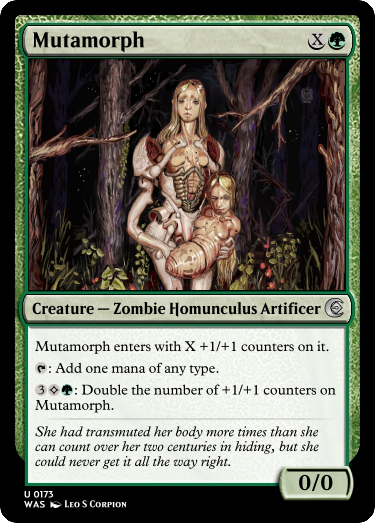 Mutamorph X
Creature — Zombie Homunculus Artificer
Mutamorph enters with X +1/+1 counters on it.
: Add one mana of any type.
3: Double the number of +1/+1 counters on
Mutamorph.
She had transmuted her body more times than she
can count over her two centuries in hiding, but she
could never get it all the way right.
0/0
U 0173
WAS LEO S CORPION